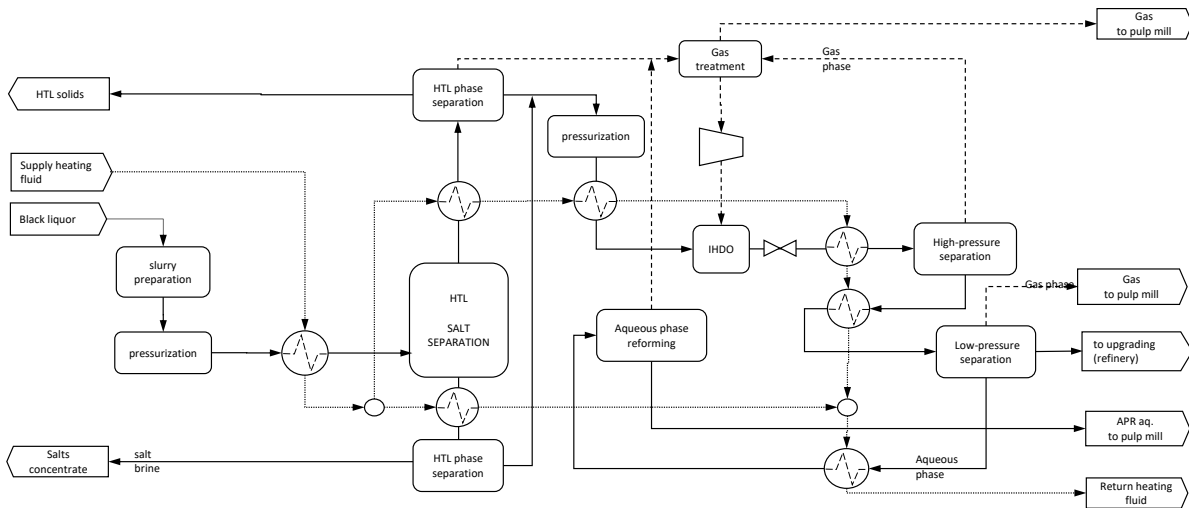 Gas
to pulp mill
Gas
treatment
Gas
phase
HTL solids
HTL phase
separation
pressurization
Supply heating
fluid
Black liquor
slurry
preparation
IHDO
High-pressure
separation
HTL
SALT
SEPARATION
Gas phase
Gas
to pulp mill
pressurization
Aqueous phase
reforming
Low-pressure
separation
to upgrading
(refinery)
APR aq.
to pulp mill
Salts
concentrate
salt
brine
HTL phase
separation
Aqueous
phase
Return heating
fluid